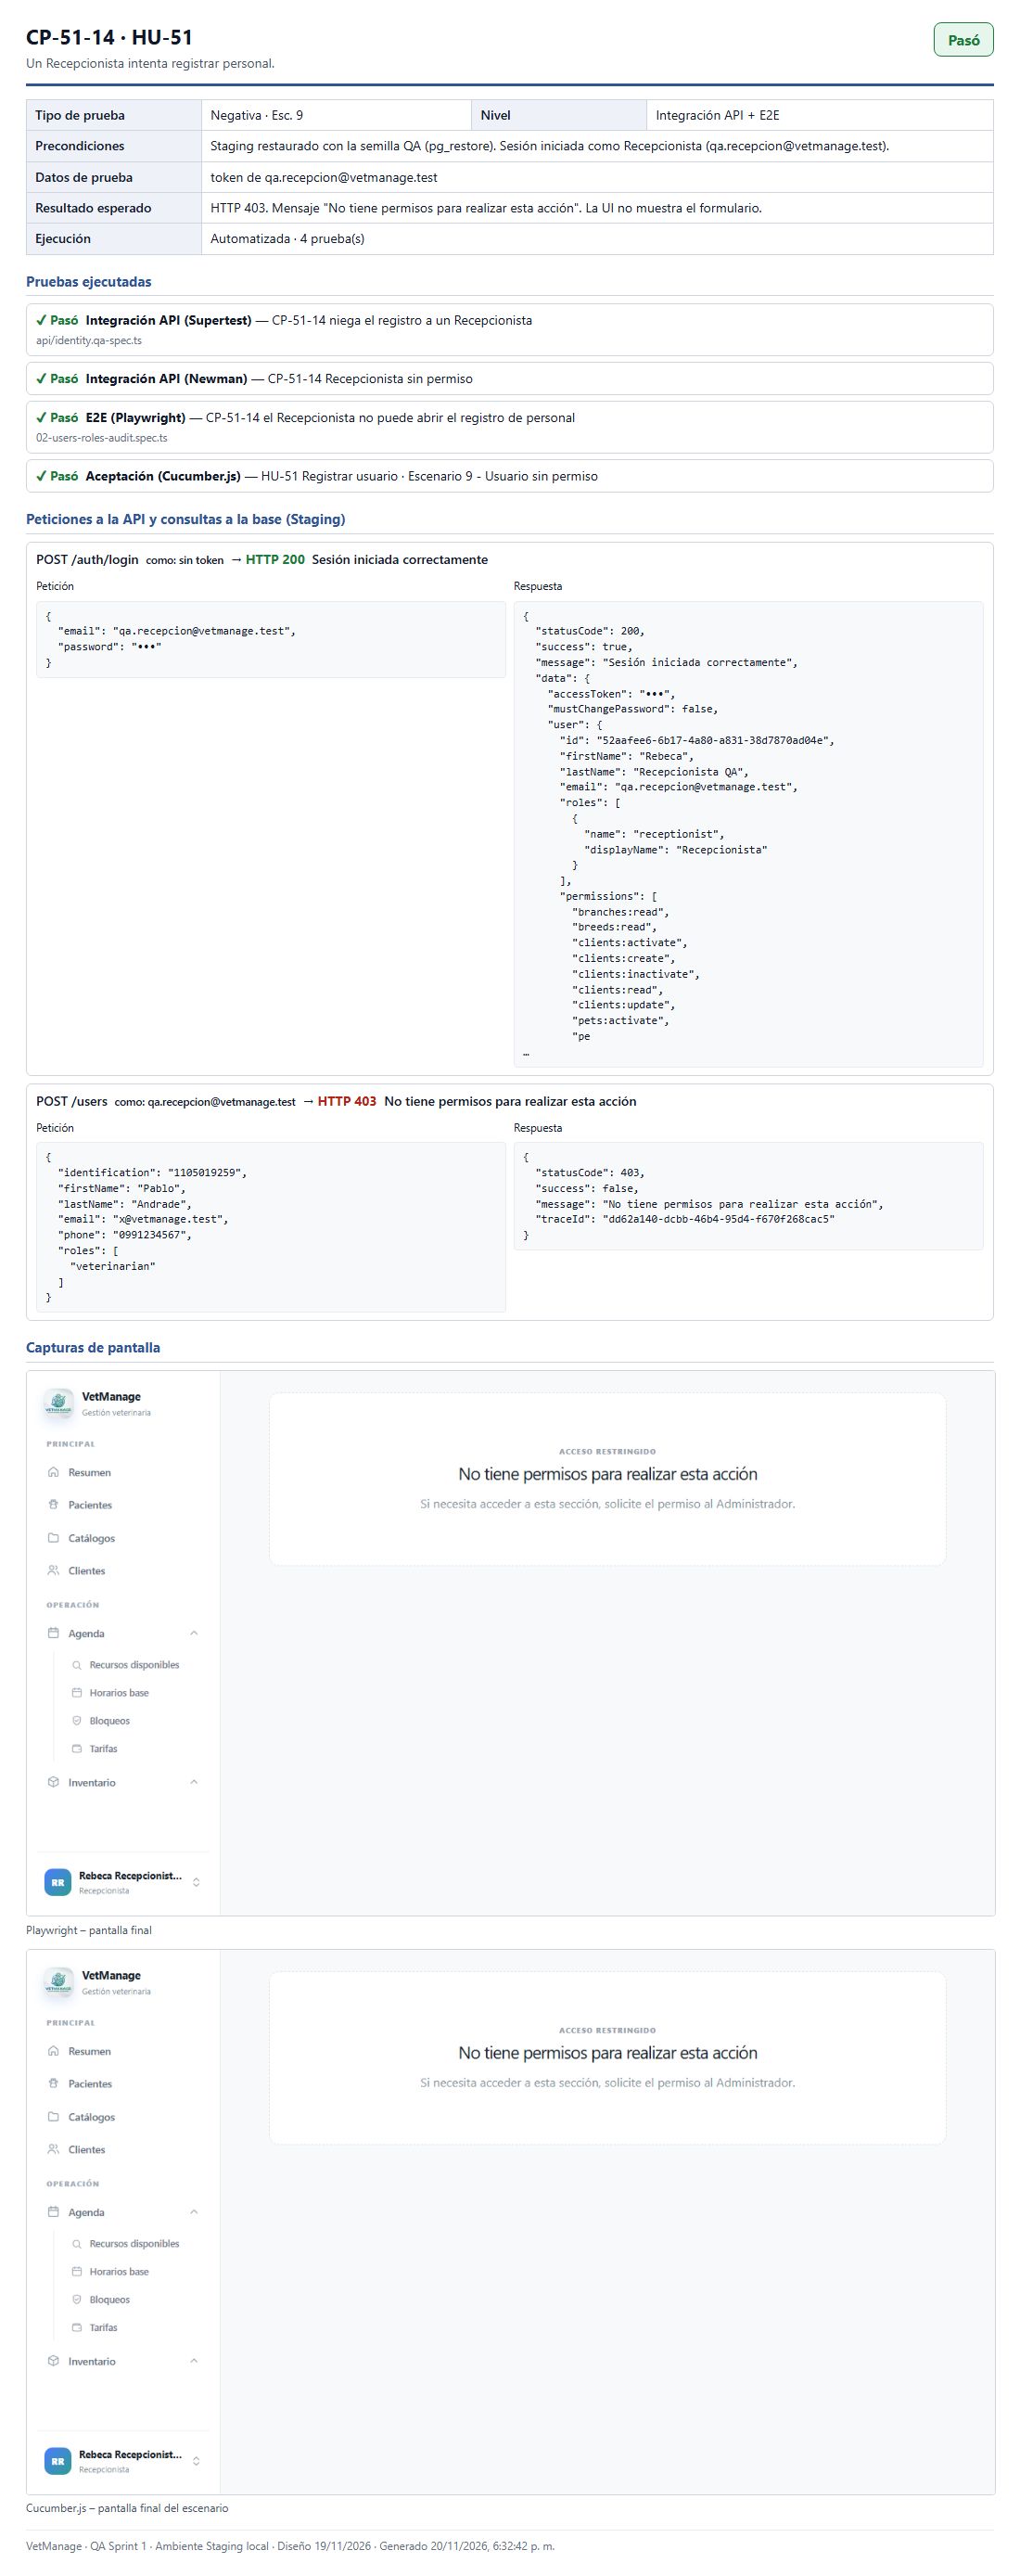 CP-51-14 · HU-51
Pasó
Un Recepcionista intenta registrar personal.
Tipo de prueba Negativa · Esc. 9 Nivel Integración API + E2E
Precondiciones Staging restaurado con la semilla QA (pg_restore). Sesión iniciada como Recepcionista (qa.recepcion@vetmanage.test).
Datos de prueba token de qa.recepcion@vetmanage.test
Resultado esperado HTTP 403. Mensaje "No tiene permisos para realizar esta acción". La UI no muestra el formulario.
Ejecución Automatizada · 4 prueba(s)
Pruebas ejecutadas
✓ Pasó Integración API (Supertest) — CP-51-14 niega el registro a un Recepcionista
api/identity.qa-spec.ts
✓ Pasó Integración API (Newman) — CP-51-14 Recepcionista sin permiso
✓ Pasó E2E (Playwright) — CP-51-14 el Recepcionista no puede abrir el registro de personal
02-users-roles-audit.spec.ts
✓ Pasó Aceptación (Cucumber.js) — HU-51 Registrar usuario · Escenario 9 - Usuario sin permiso
Peticiones a la API y consultas a la base (Staging)
POST /auth/login como: sin token → HTTP 200 Sesión iniciada correctamente
Petición
{
"email": "qa.recepcion@vetmanage.test",
"password": "•••"
}
Respuesta
{
"statusCode": 200,
"success": true,
"message": "Sesión iniciada correctamente",
"data": {
"accessToken": "•••",
"mustChangePassword": false,
"user": {
"id": "52aafee6-6b17-4a80-a831-38d7870ad04e",
"firstName": "Rebeca",
"lastName": "Recepcionista QA",
"email": "qa.recepcion@vetmanage.test",
"roles": [
{
"name": "receptionist",
"displayName": "Recepcionista"
}
],
"permissions": [
"branches:read",
"breeds:read",
"clients:activate",
"clients:create",
"clients:inactivate",
"clients:read",
"clients:update",
"pets:activate",
"pe
…
POST /users como: qa.recepcion@vetmanage.test → HTTP 403 No tiene permisos para realizar esta acción
Petición
{
"identification": "1105019259",
"firstName": "Pablo",
"lastName": "Andrade",
"email": "x@vetmanage.test",
"phone": "0991234567",
"roles": [
"veterinarian"
]
}
Respuesta
{
"statusCode": 403,
"success": false,
"message": "No tiene permisos para realizar esta acción",
"traceId": "dd62a140-dcbb-46b4-95d4-f670f268cac5"
}
Capturas de pantalla
VetManage
Gestión veterinaria
PRINCIPAL
Resumen
Pacientes
Catálogos
Clientes
OPERACIÓN
Agenda
Recursos disponibles
Horarios base
Bloqueos
Tarifas
Inventario
RR
Rebeca Recepcionist...
Recepcionista
ACCESO RESTRINGIDO
No tiene permisos para realizar esta acción
Si necesita acceder a esta sección, solicite el permiso al Administrador.
Playwright – pantalla final
VetManage
Gestión veterinaria
PRINCIPAL
Resumen
Pacientes
Catálogos
Clientes
OPERACIÓN
Agenda
Recursos disponibles
Horarios base
Bloqueos
Tarifas
Inventario
RR
Rebeca Recepcionist...
Recepcionista
ACCESO RESTRINGIDO
No tiene permisos para realizar esta acción
Si necesita acceder a esta sección, solicite el permiso al Administrador.
Cucumber.js – pantalla final del escenario
VetManage · QA Sprint 1 · Ambiente Staging local · Diseño 19/11/2026 · Generado 20/11/2026, 6:32:42 p. m.